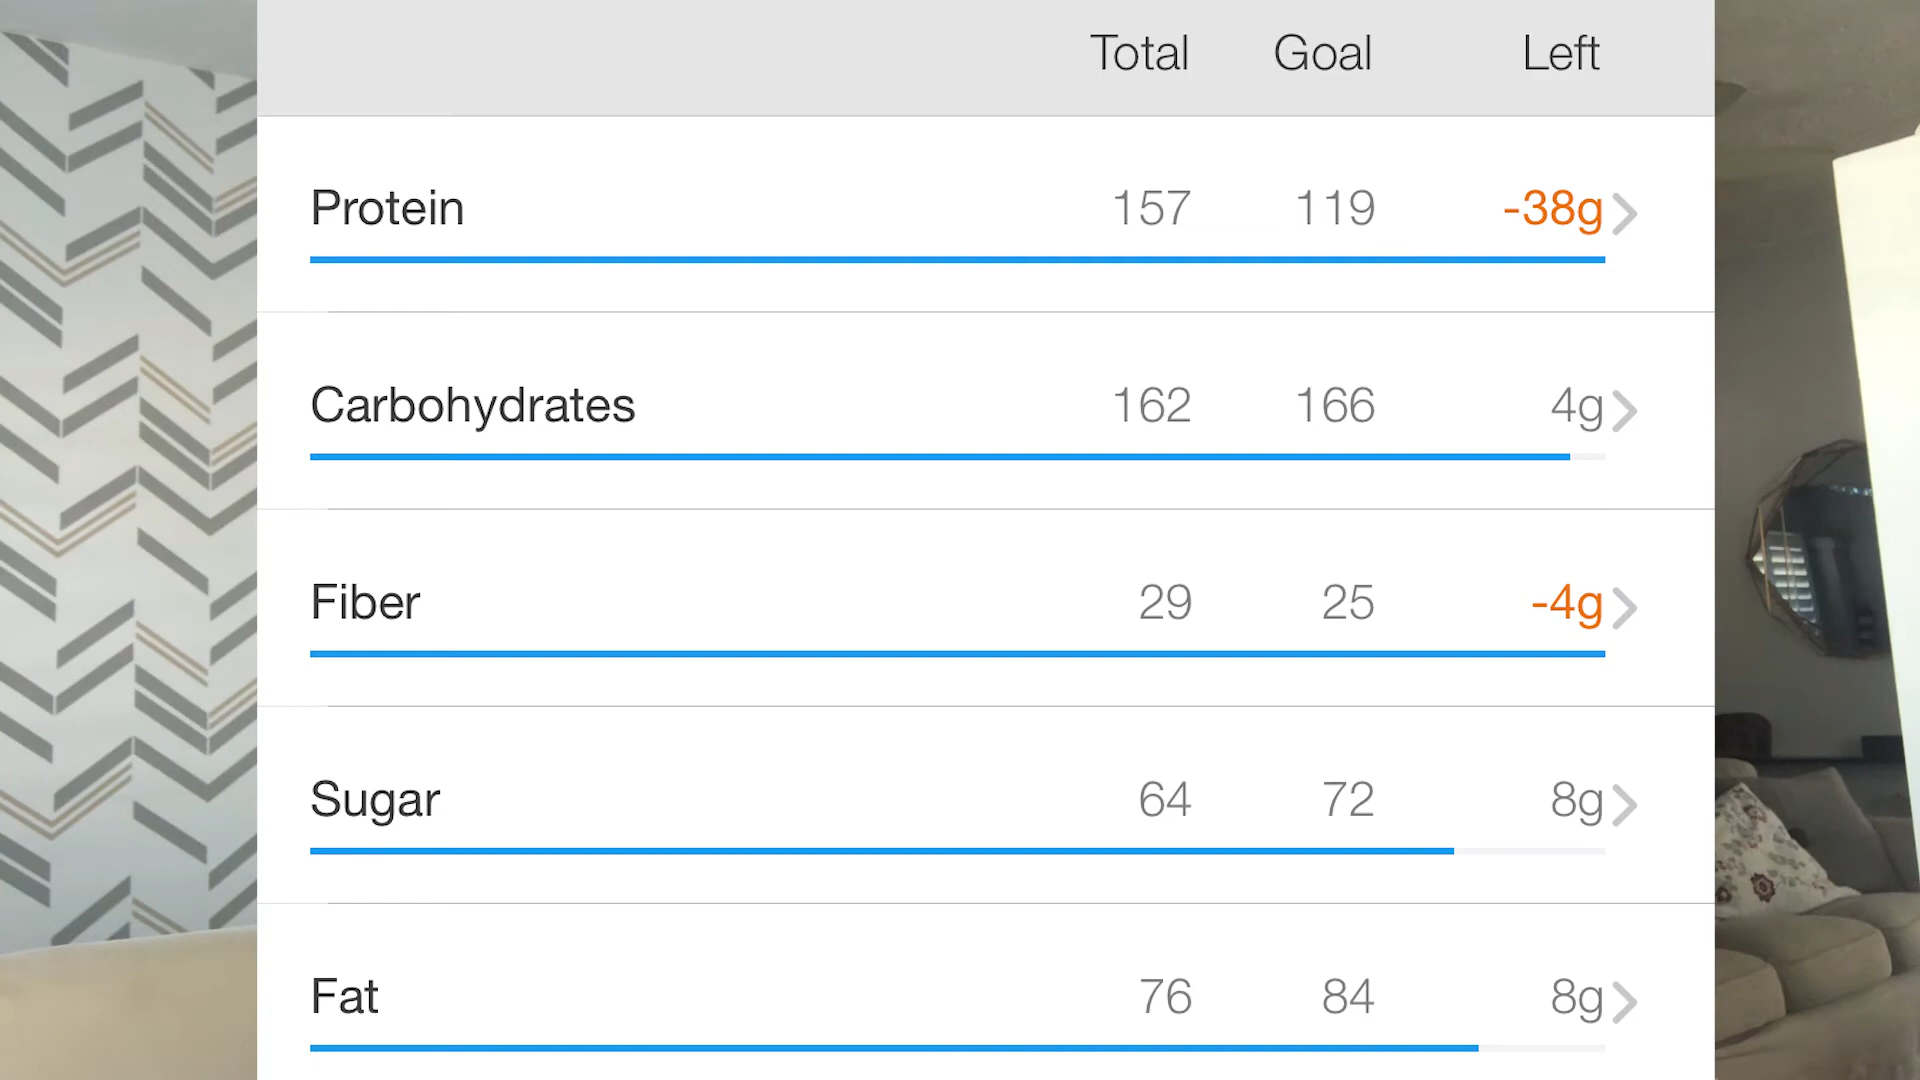 Total Goal Left
Protein 157 119 -38g
Carbohydrates 162 166 4g
Fiber 29 25 -4g
Sugar 64 72 8g
Fat 76 84 8g